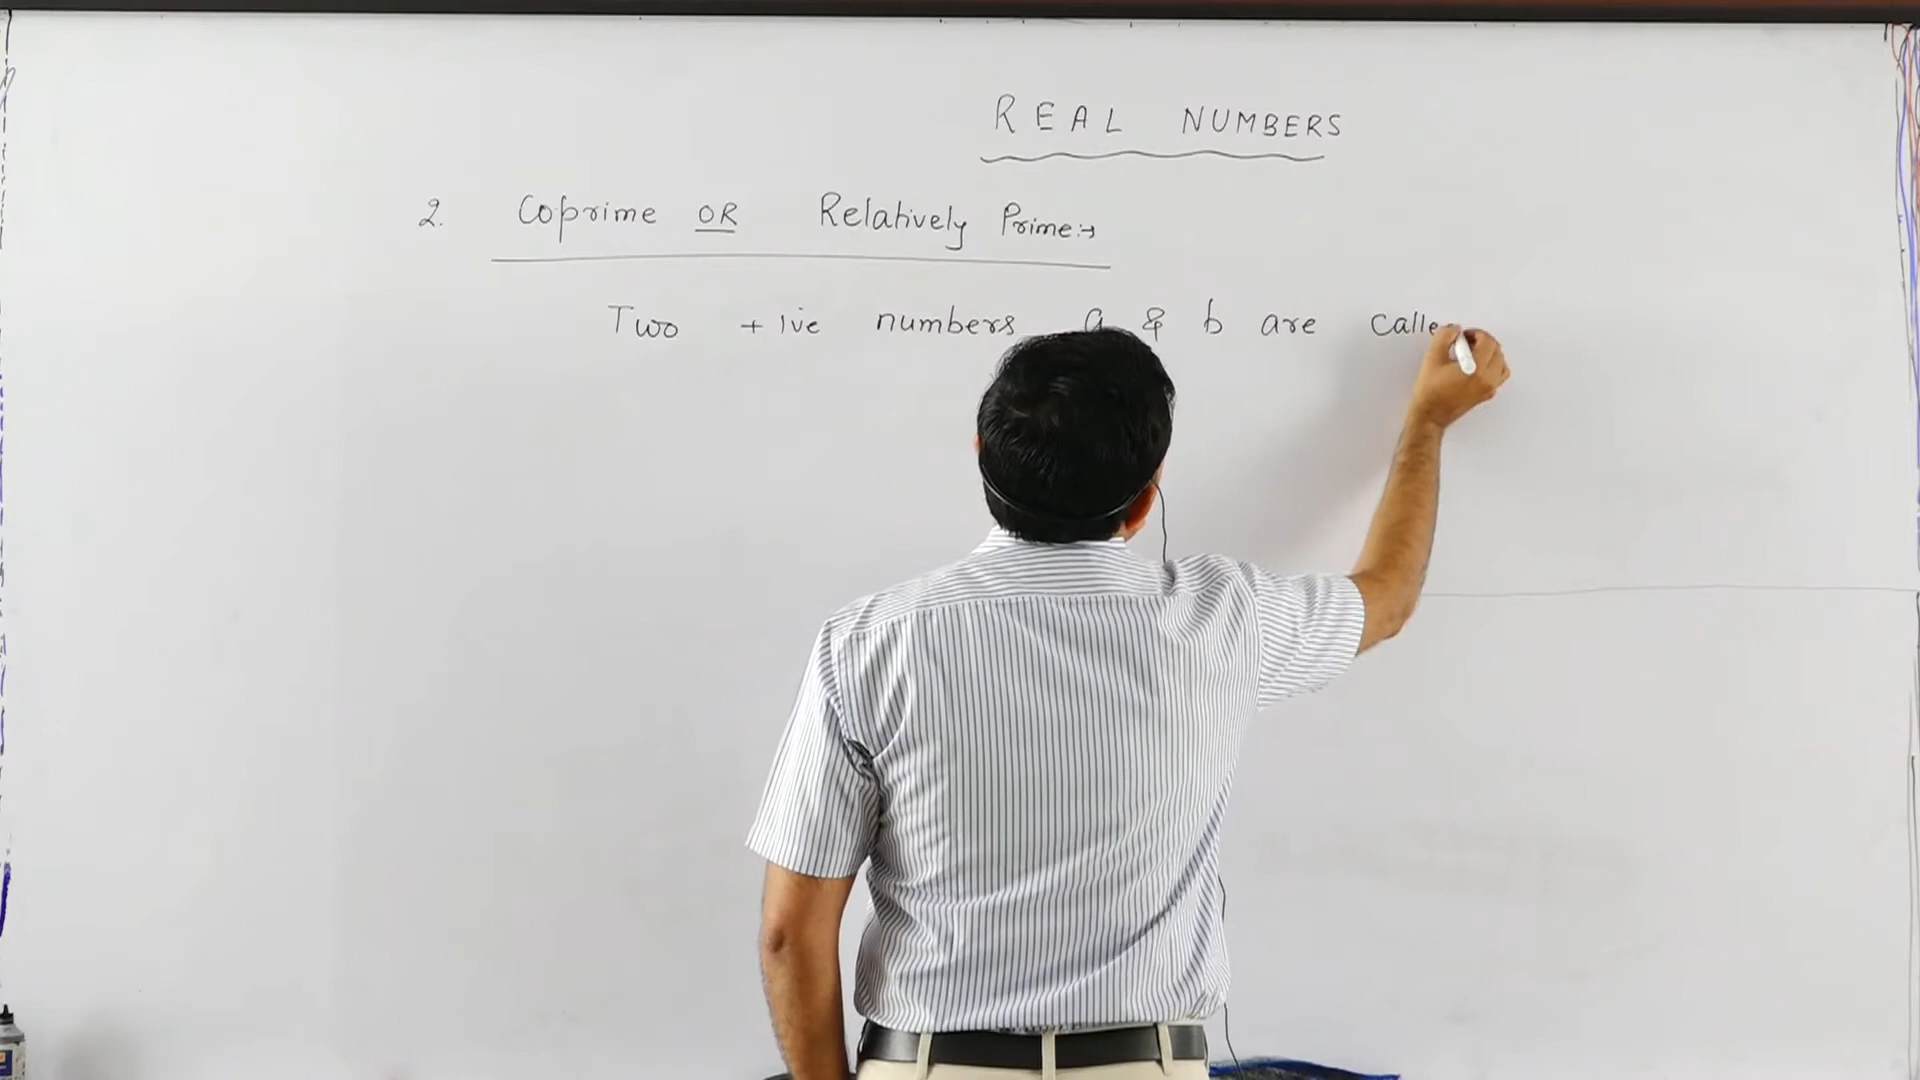 REAL NUMBERS
2. Coprime OR Relatively Prime:→
Two +ive numbers a & b are calle